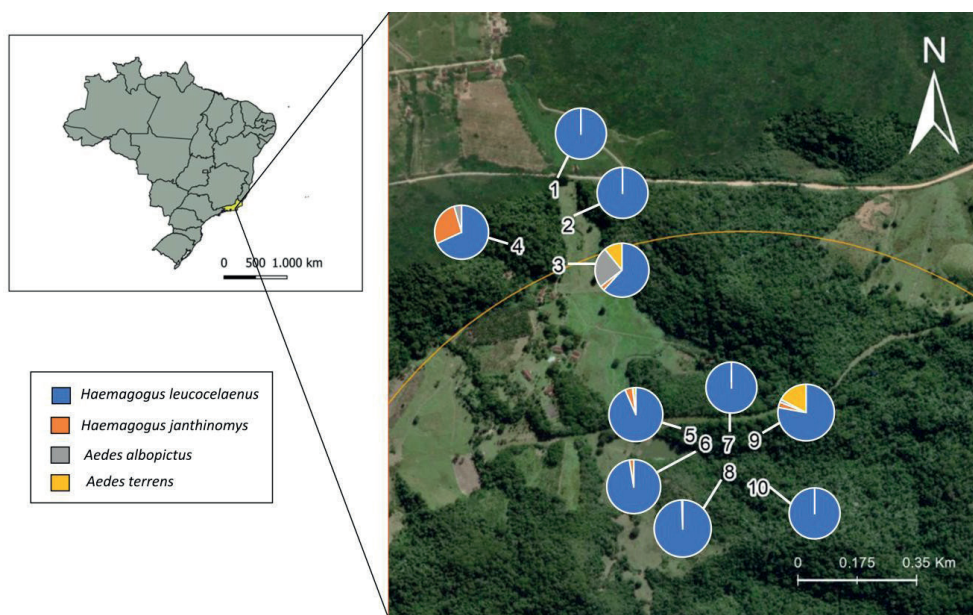 N
1
2
4
3
0 500 1.000 km
Haemagogus leucocelaenus
Haemagogus janthinomys
Aedes albopictus
Aedes terrens
5
6
7
9
8
10
0 0.175 0.35 Km